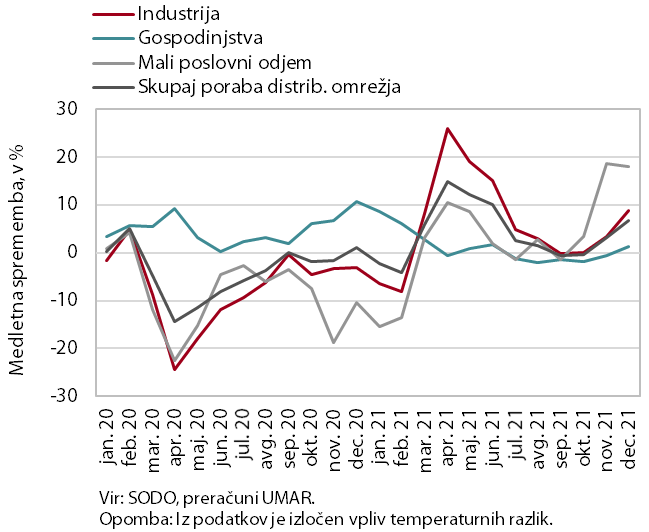 Industrija
Gospodinjstva
Mali poslovni odjem
Skupaj poraba distrib. omrežja
Medletna sprememba, v %
30
20
10
0
-10
-20
-30
jan. 20
feb. 20
mar. 20
apr. 20
maj. 20
jun. 20
jul. 20
avg. 20
sep. 20
okt. 20
nov. 20
dec. 20
jan. 21
feb. 21
mar. 21
apr. 21
maj. 21
jun. 21
jul. 21
avg. 21
sep. 21
okt. 21
nov. 21
dec. 21
Vir: SODO, preračuni UMAR.
Opomba: Iz podatkov je izločen vpliv temperaturnih razlik.